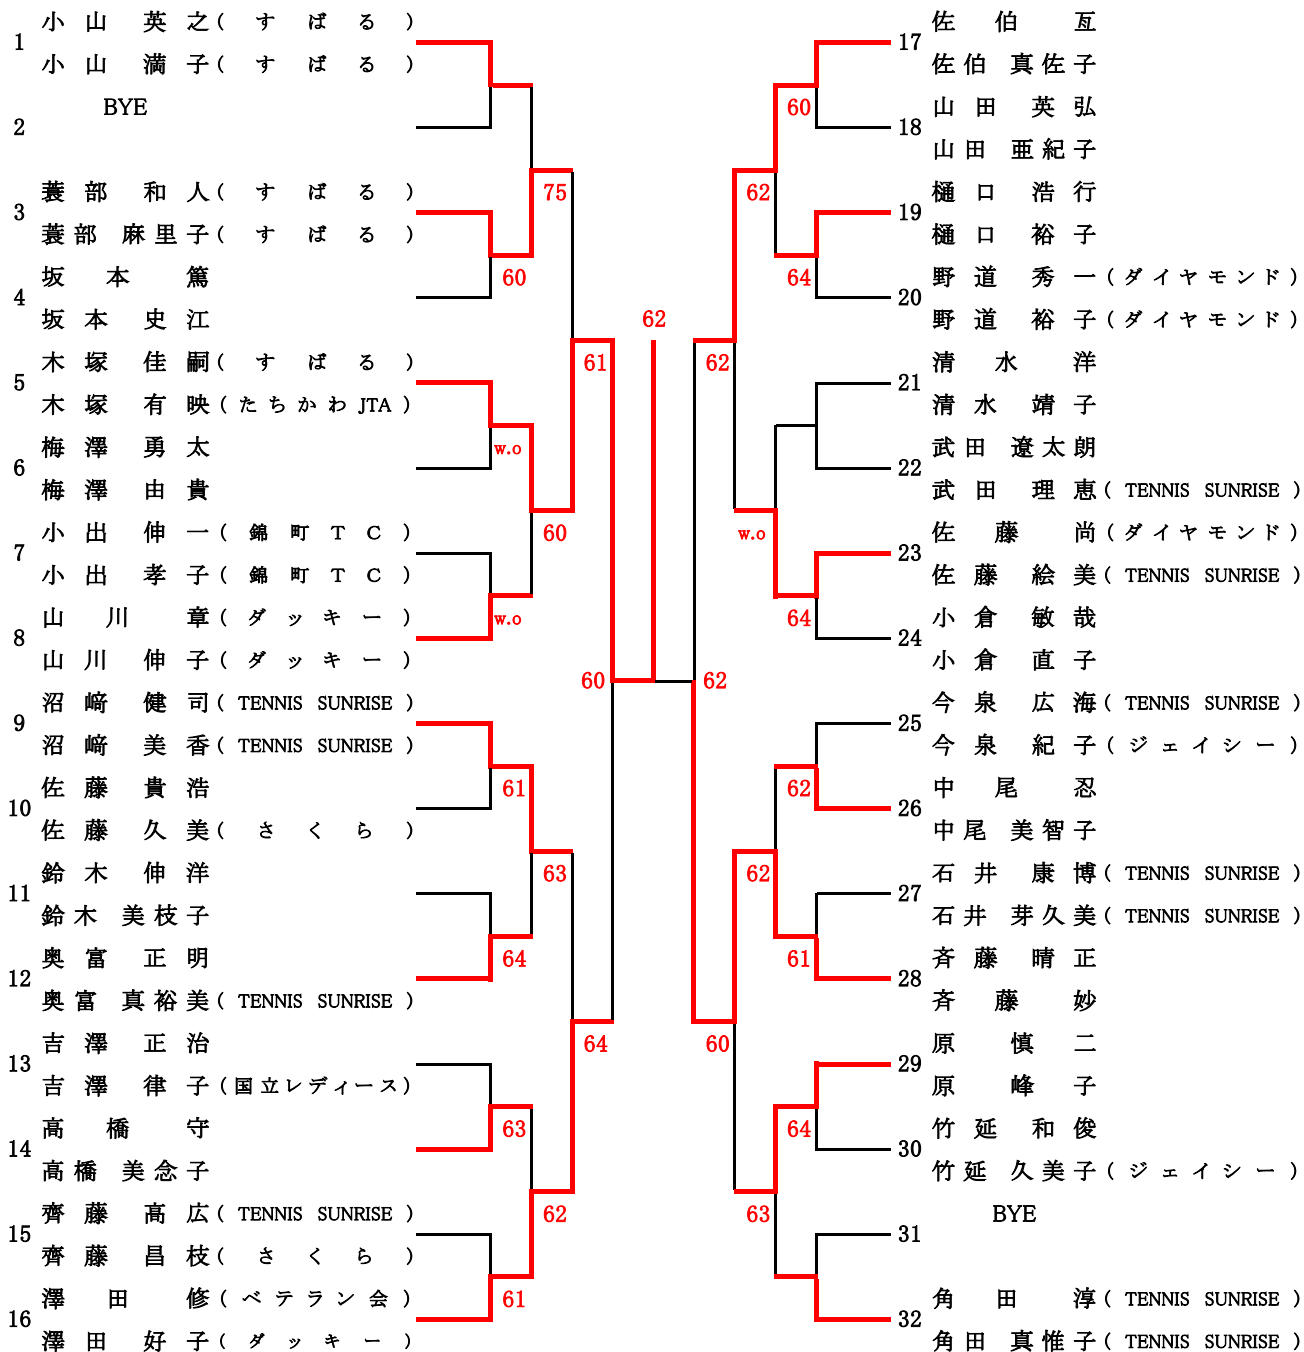 1 小山 英之 ( すばる )
小山 満子 ( すばる )
2 BYE
3 蓑部 和人 ( すばる )
蓑部 麻里子 ( すばる )
4 坂本 篤
坂本 史江
5 木塚 佳嗣 ( すばる )
木塚 有映 ( たちかわ JTA )
6 梅澤 勇太
梅澤 由貴
7 小出 伸一 ( 錦町TC )
小出 孝子 ( 錦町TC )
8 山川 章 ( ダッキー )
山川 伸子 ( ダッキー )
9 沼﨑 健司 ( TENNIS SUNRISE )
沼﨑 美香 ( TENNIS SUNRISE )
10 佐藤 貴浩
佐藤 久美 ( さくら )
11 鈴木 伸洋
鈴木 美枝子
12 奥富 正明
奥富 真裕美 ( TENNIS SUNRISE )
13 吉澤 正治
吉澤 律子 ( 国立レディース )
14 高橋 守
高橋 美念子
15 齊藤 高広 ( TENNIS SUNRISE )
齊藤 昌枝 ( さくら )
16 澤田 修 ( ベテラン会 )
澤田 好子 ( ダッキー )
60
w.o
w.o
61
64
63
61
75
60
63
62
61
64
60
62
62
62
60
62
w.o
62
63
60
64
64
62
61
64
17 佐伯 亙
佐伯 真佐子
18 山田 英弘
山田 亜紀子
19 樋口 浩行
樋口 裕子
20 野道 秀一 ( ダイヤモンド )
野道 裕子 ( ダイヤモンド )
21 清水 洋
清水 靖子
22 武田 遼太朗
武田 理恵 ( TENNIS SUNRISE )
23 佐藤 尚 ( ダイヤモンド )
佐藤 絵美 ( TENNIS SUNRISE )
24 小倉 敏哉
小倉 直子
25 今泉 広海 ( TENNIS SUNRISE )
今泉 紀子 ( ジェイシー )
26 中尾 忍
中尾 美智子
27 石井 康博 ( TENNIS SUNRISE )
石井 芽久美 ( TENNIS SUNRISE )
28 斉藤 晴正
斉藤 妙
29 原 慎二
原 峰子
30 竹延 和俊
竹延 久美子 ( ジェイシー )
31 BYE
32 角田 淳 ( TENNIS SUNRISE )
角田 真惟子 ( TENNIS SUNRISE )